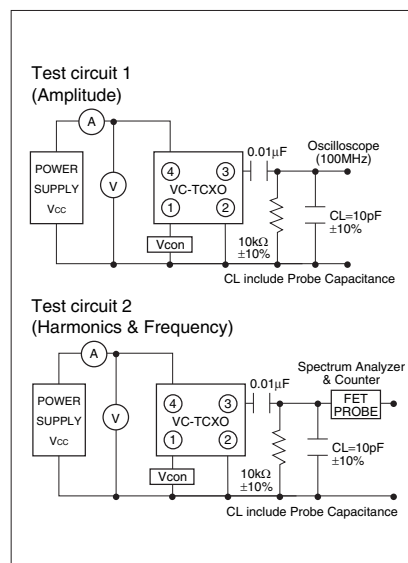 Test circuit 1
(Amplitude)
A
POWER
SUPPLY
Vcc
V
4
3
VC-TCXO
1
2
Vcon
0.01μF
10kΩ
±10%
Oscilloscope
(100MHz)
CL=10pF
±10%
CL include Probe Capacitance
Test circuit 2
(Harmonics & Frequency)
A
POWER
SUPPLY
Vcc
V
4
3
VC-TCXO
1
2
Vcon
0.01μF
10kΩ
±10%
Spectrum Analyzer
& Counter
FET
PROBE
CL=10pF
±10%
CL include Probe Capacitance